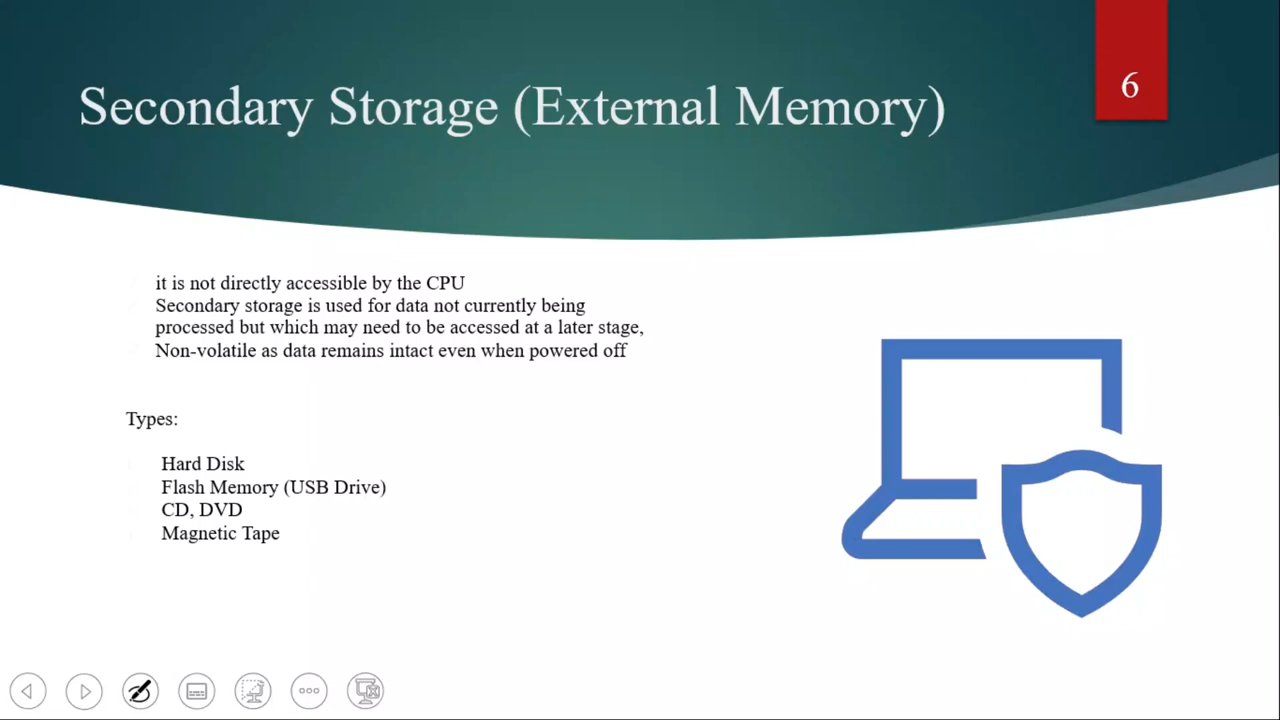 6
Secondary Storage (External Memory)
it is not directly accessible by the CPU
Secondary storage is used for data not currently being
processed but which may need to be accessed at a later stage,
Non-volatile as data remains intact even when powered off
Types:
Hard Disk
Flash Memory (USB Drive)
CD, DVD
Magnetic Tape